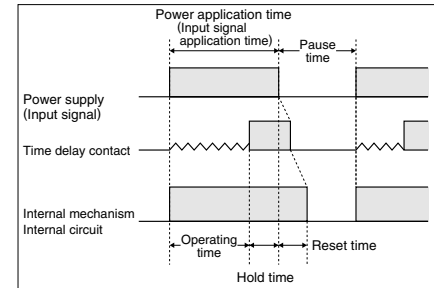 Power application time
(Input signal
application time)
Pause
time
Power supply
(Input signal)
Time delay contact
Internal mechanism
Internal circuit
Operating
time
Reset time
Hold time